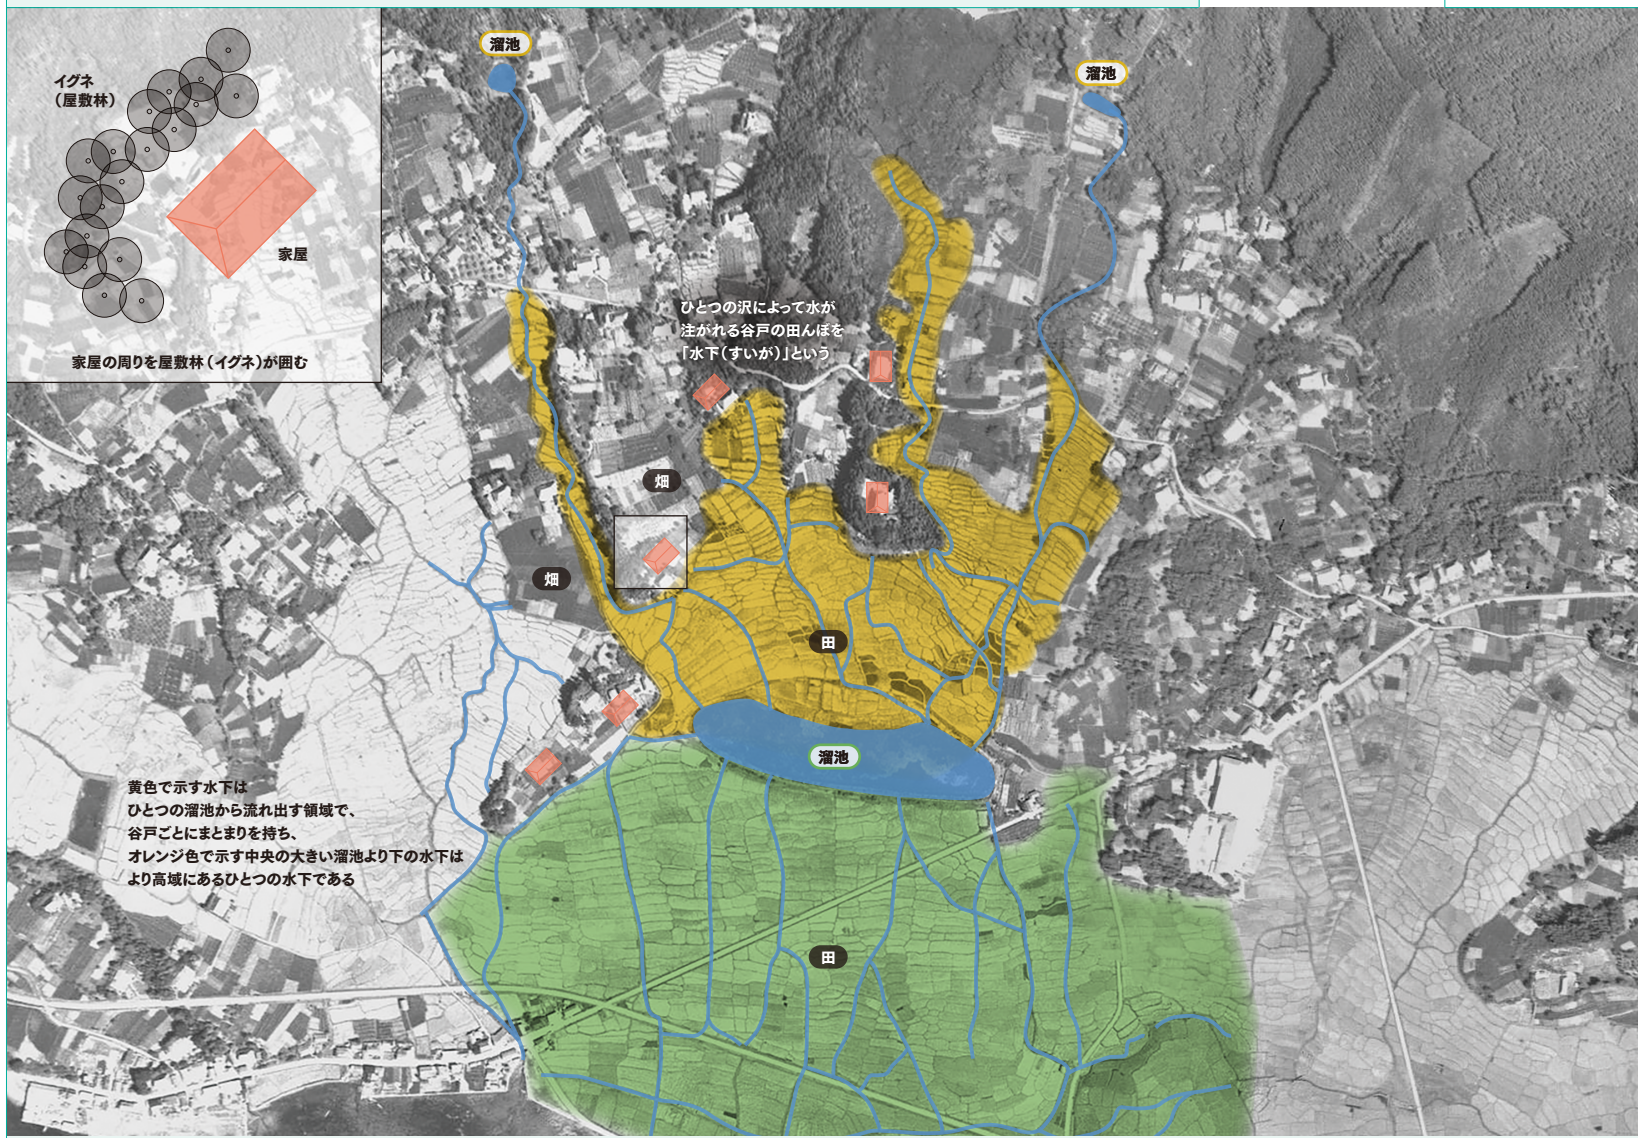 溜池
溜池
イグネ
（屋敷林）
家屋
家屋の周りを屋敷林（イグネ）が囲む
ひとつの沢によって水が
注がれる谷戸の田んぼを
「水下（すいが）」という
畑
畑
田
溜池
黄色で示す水下は
ひとつの溜池から流れ出す領域で、
谷戸ごとにまとまりを持ち、
オレンジ色で示す中央の大きい溜池より下の水下は
より高域にあるひとつの水下である
田